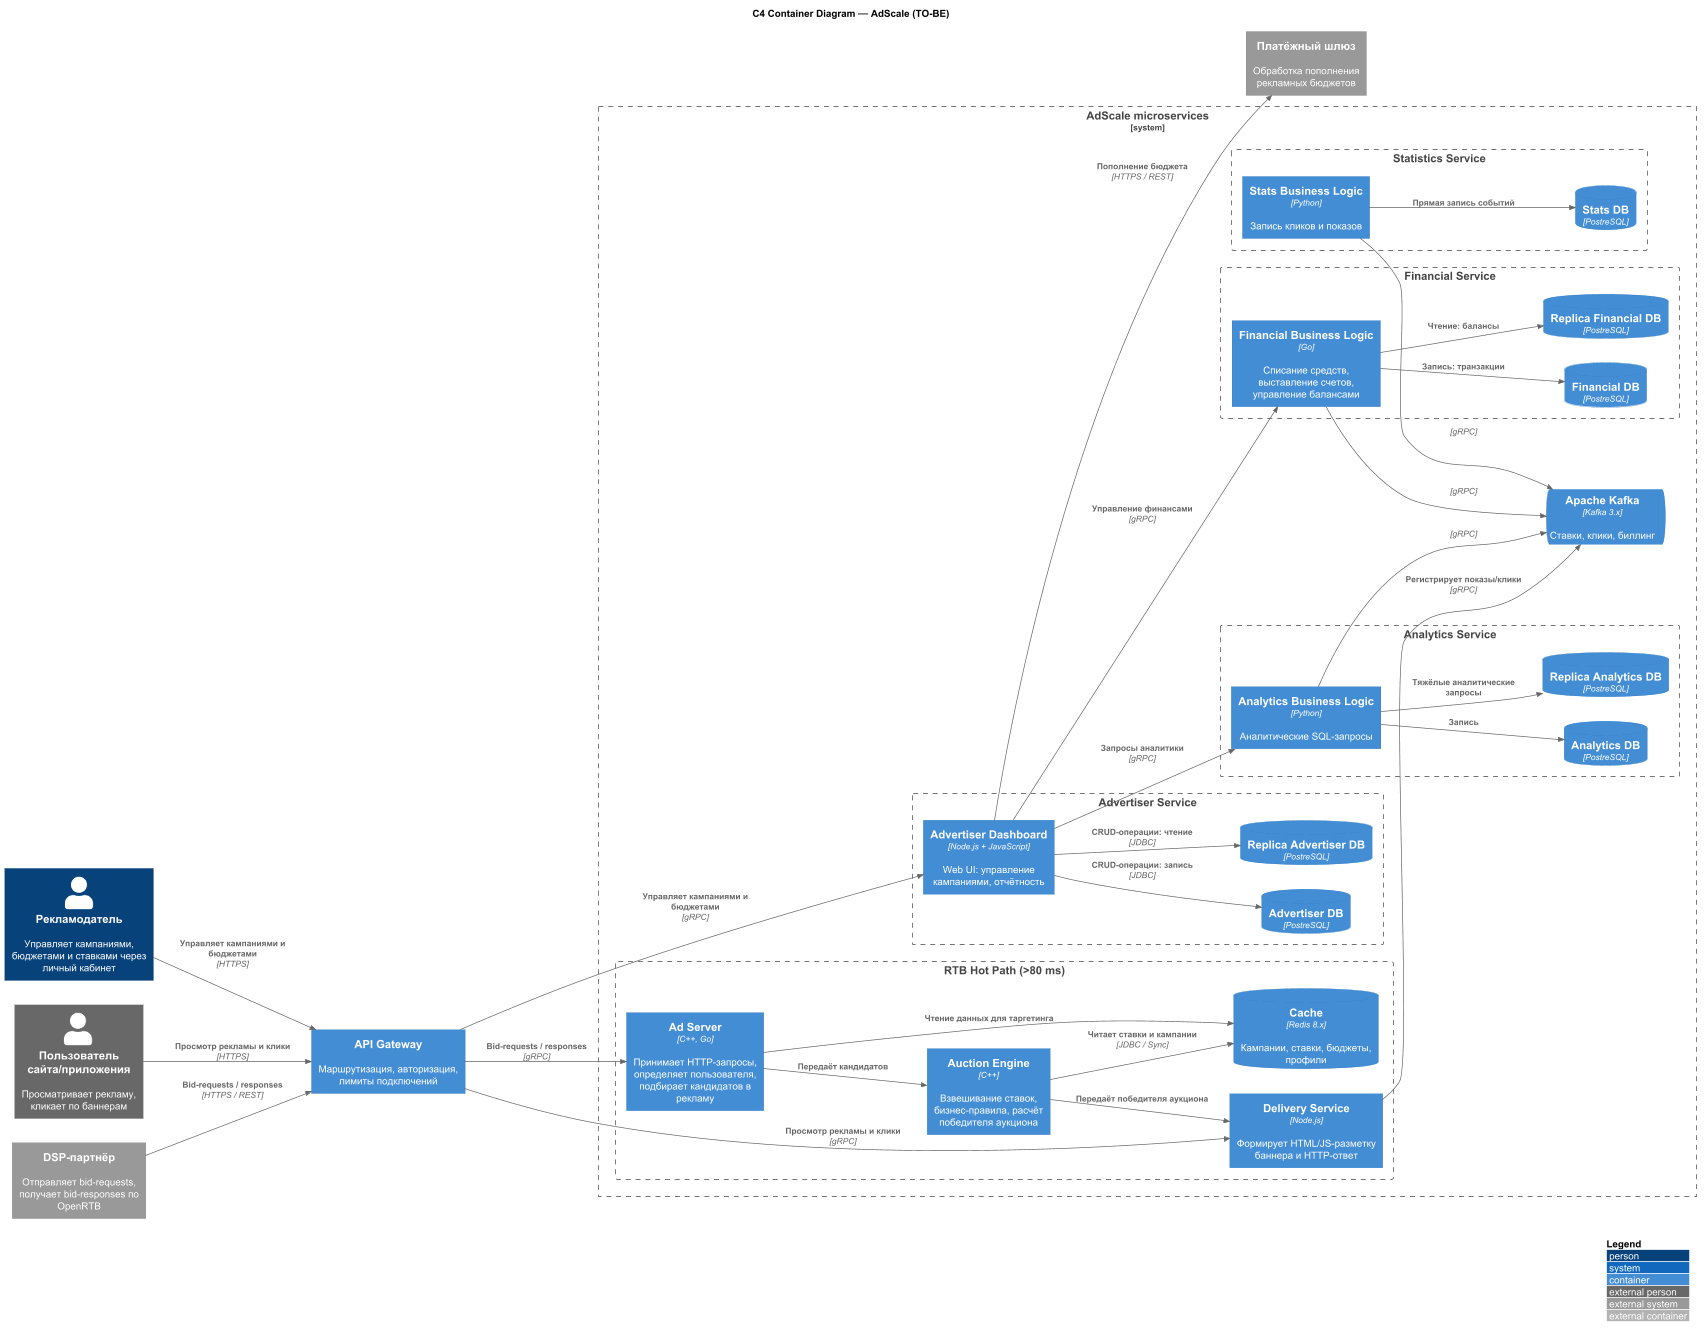 C4 Container Diagram — AdScale (TO-BE)
Платёжный шлюз
Обработка пополнения
рекламных бюджетов
AdScale microservices
[system]
Пополнение бюджета
[HTTPS / REST]
Statistics Service
Stats Business Logic
[Python]
Запись кликов и показов
Прямая запись событий
Stats DB
[PostreSQL]
Financial Service
Financial Business Logic
[Go]
Списание средств,
выставление счетов,
управление балансами
Чтение: балансы
Запись: транзакции
Replica Financial DB
[PostreSQL]
Financial DB
[PostreSQL]
[gRPC]
[gRPC]
[gRPC]
Apache Kafka
[Kafka 3.x]
Ставки, клики, биллинг
Управление финансами
[gRPC]
Регистрирует показы/клики
[gRPC]
Analytics Service
Analytics Business Logic
[Python]
Аналитические SQL-запросы
Тяжёлые аналитические
запросы
Запись
Replica Analytics DB
[PostreSQL]
Analytics DB
[PostreSQL]
Запросы аналитики
[gRPC]
Advertiser Service
Advertiser Dashboard
[Node.js + JavaScript]
Web UI: управление
кампаниями, отчётность
CRUD-операции: чтение
[JDBC]
CRUD-операции: запись
[JDBC]
Replica Advertiser DB
[PostreSQL]
Advertiser DB
[PostreSQL]
Управляет кампаниями и
бюджетами
[gRPC]
Рекламодатель
Управляет кампаниями,
бюджетами и ставками через
личный кабинет
Управляет кампаниями и
бюджетами
[HTTPS]
Пользователь
сайта/приложения
Просматривает рекламу,
кликает по баннерам
Просмотр рекламы и клики
[HTTPS]
Bid-requests / responses
[HTTPS / REST]
DSP-партнёр
Отправляет bid-requests,
получает bid-responses по
OpenRTB
API Gateway
Маршрутизация, авторизация,
лимиты подключений
Bid-requests / responses
[gRPC]
RTB Hot Path (>80 ms)
Ad Server
[C++, Go]
Принимает HTTP-запросы,
определяет пользователя,
подбирает кандидатов в
рекламу
Чтение данных для таргетинга
Передаёт кандидатов
Auction Engine
[C++]
Взвешивание ставок,
бизнес-правила, расчёт
победителя аукциона
Читает ставки и кампании
[JDBC / Sync]
Передаёт победителя аукциона
Cache
[Redis 8.x]
Кампании, ставки, бюджеты,
профили
Просмотр рекламы и клики
[gRPC]
Delivery Service
[Node.js]
Формирует HTML/JS-разметку
баннера и HTTP-ответ
Legend
person
system
container
external person
external system
external container